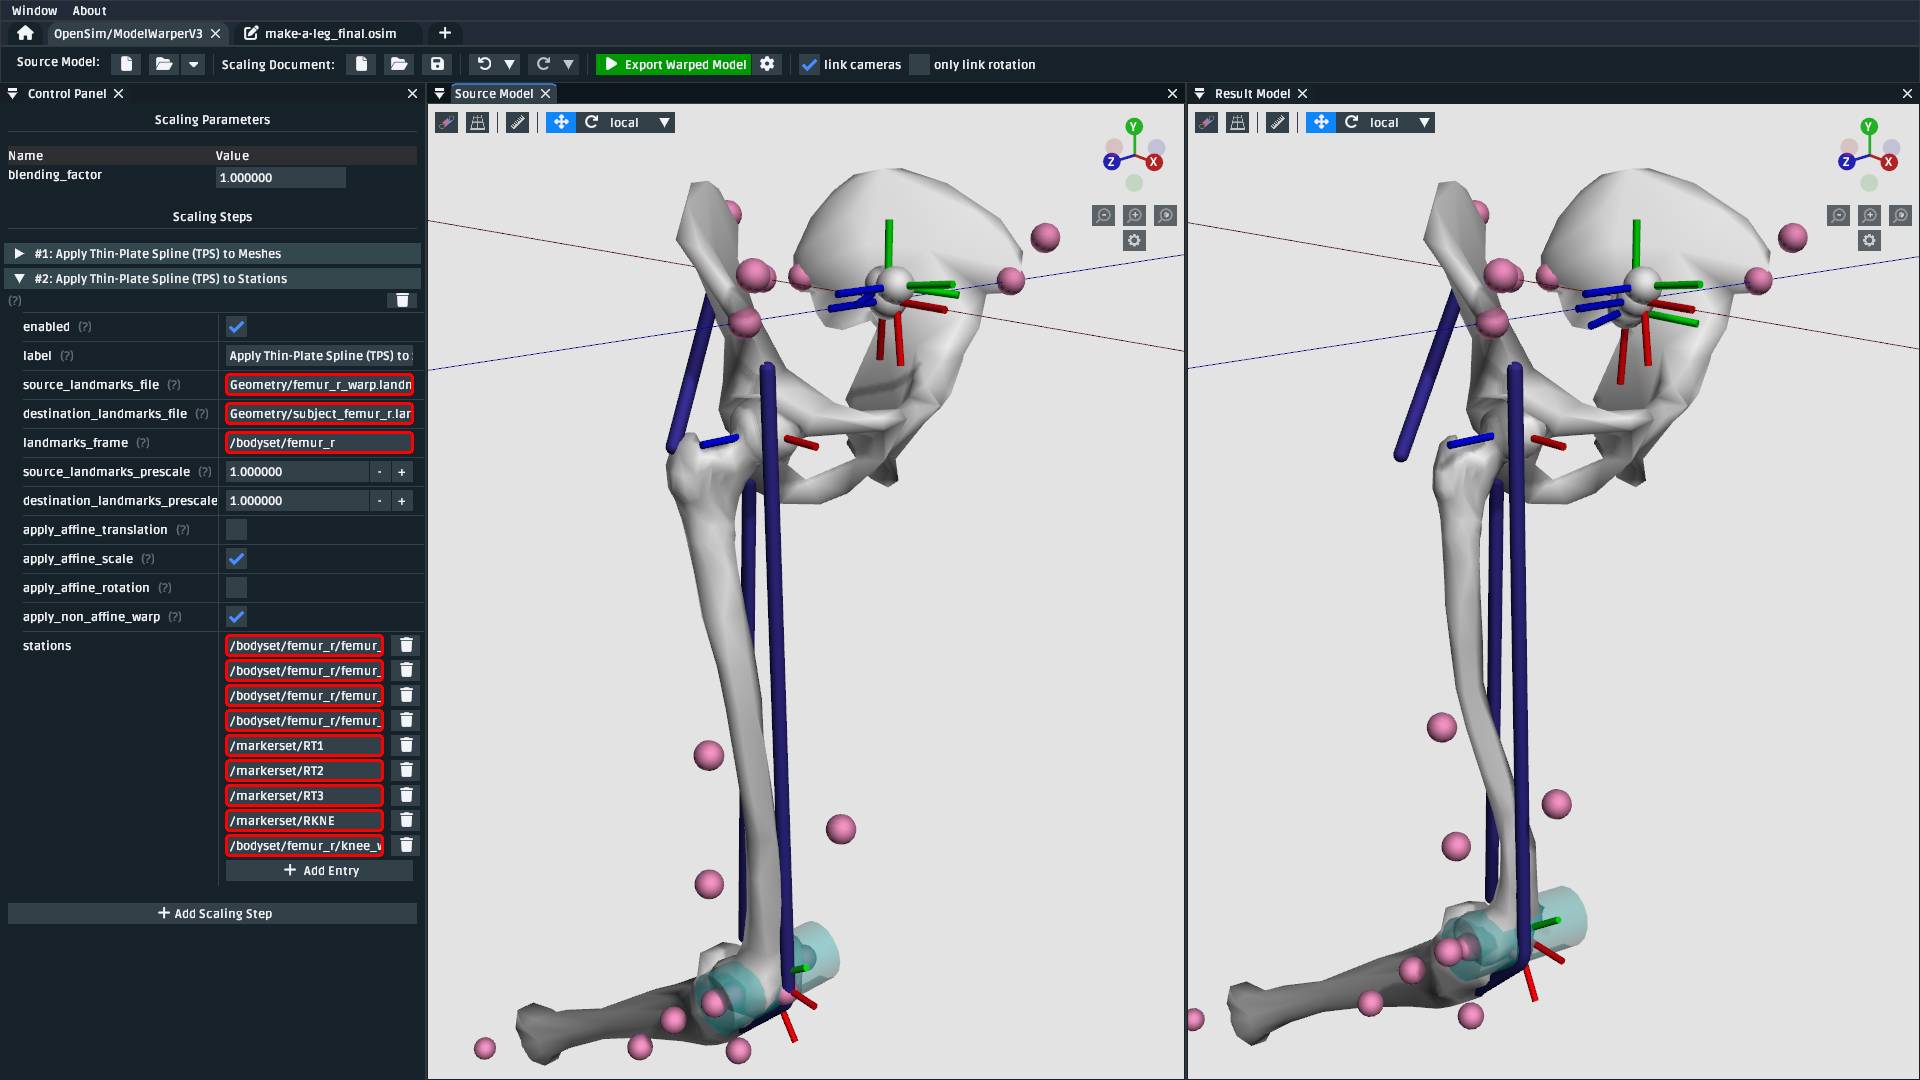 Window About
OpenSim/ModelWarperV3 make-a-leg_final.osim
Source Model: Scaling Document: Export Warped Model link cameras only link rotation
Control Panel
Scaling Parameters
Name Value
blending_factor 1.000000
Scaling Steps
#1: Apply Thin-Plate Spline (TPS) to Meshes
#2: Apply Thin-Plate Spline (TPS) to Stations
(?)
enabled (?)
label (?) Apply Thin-Plate Spline (TPS) to
source_landmarks_file (?) Geometry/femur_r_warp.landn
destination_landmarks_file (?) Geometry/subject_femur_r.lar
landmarks_frame (?) /bodyset/femur_r
source_landmarks_prescale (?) 1.000000 - +
destination_landmarks_prescale 1.000000 - +
apply_affine_translation (?)
apply_affine_scale (?)
apply_affine_rotation (?)
apply_non_affine_warp (?)
stations /bodyset/femur_r/femur_
/bodyset/femur_r/femur_
/bodyset/femur_r/femur_
/bodyset/femur_r/femur_
/markerset/RT1
/markerset/RT2
/markerset/RT3
/markerset/RKNE
/bodyset/femur_r/knee_v
+ Add Entry
+ Add Scaling Step
Source Model
local
Y
Z X
Result Model
local
Y
Z X